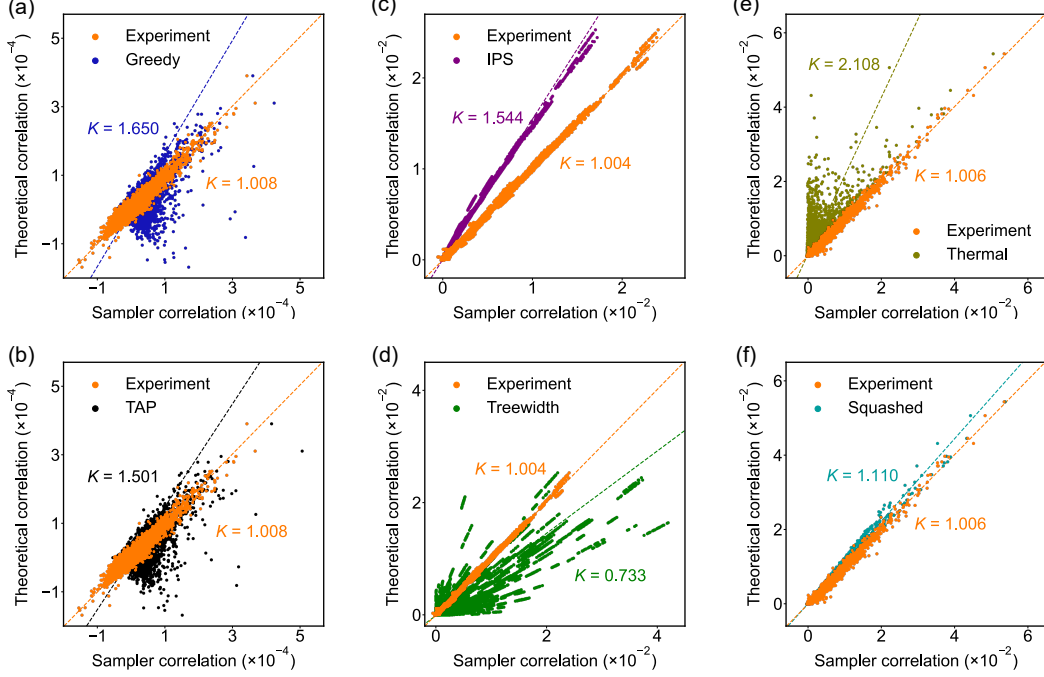 (a)
Theoretical correlation (×10⁻⁴)
5
3
1
−1
Experiment
Greedy
K = 1.650
K = 1.008
−1
1
3
5
Sampler correlation (×10⁻⁴)
(c)
Theoretical correlation (×10⁻²)
2
1
0
Experiment
IPS
K = 1.544
K = 1.004
0
1
2
Sampler correlation (×10⁻²)
(e)
Theoretical correlation (×10⁻²)
6
4
2
0
K = 2.108
K = 1.006
Experiment
Thermal
0
2
4
6
Sampler correlation (×10⁻²)
(b)
Theoretical correlation (×10⁻⁴)
5
3
1
−1
Experiment
TAP
K = 1.501
K = 1.008
−1
1
3
5
Sampler correlation (×10⁻⁴)
(d)
Theoretical correlation (×10⁻²)
4
2
0
Experiment
Treewidth
K = 1.004
K = 0.733
0
2
4
Sampler correlation (×10⁻²)
(f)
Theoretical correlation (×10⁻²)
6
4
2
0
Experiment
Squashed
K = 1.110
K = 1.006
0
2
4
6
Sampler correlation (×10⁻²)